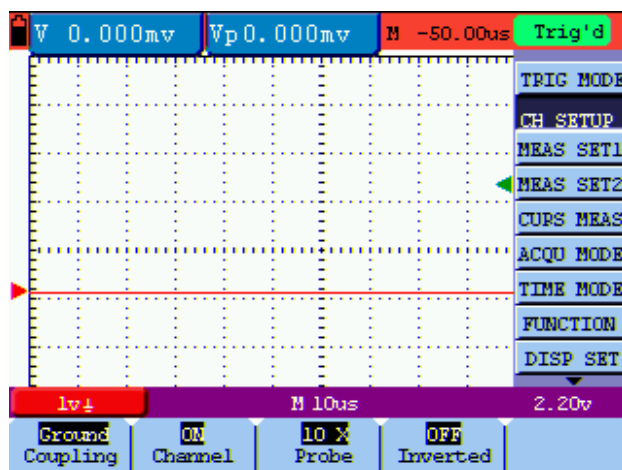 V 0.000mv Vp 0.000mv M -50.00us Trig'd
TRIG MODE
CH SETUP
MEAS SET1
MEAS SET2
CURS MEAS
ACQU MODE
TIME MODE
FUNCTION
DISP SET
1v⏚ M 10us 2.20v
Ground ON 10 X OFF
Coupling Channel Probe Inverted